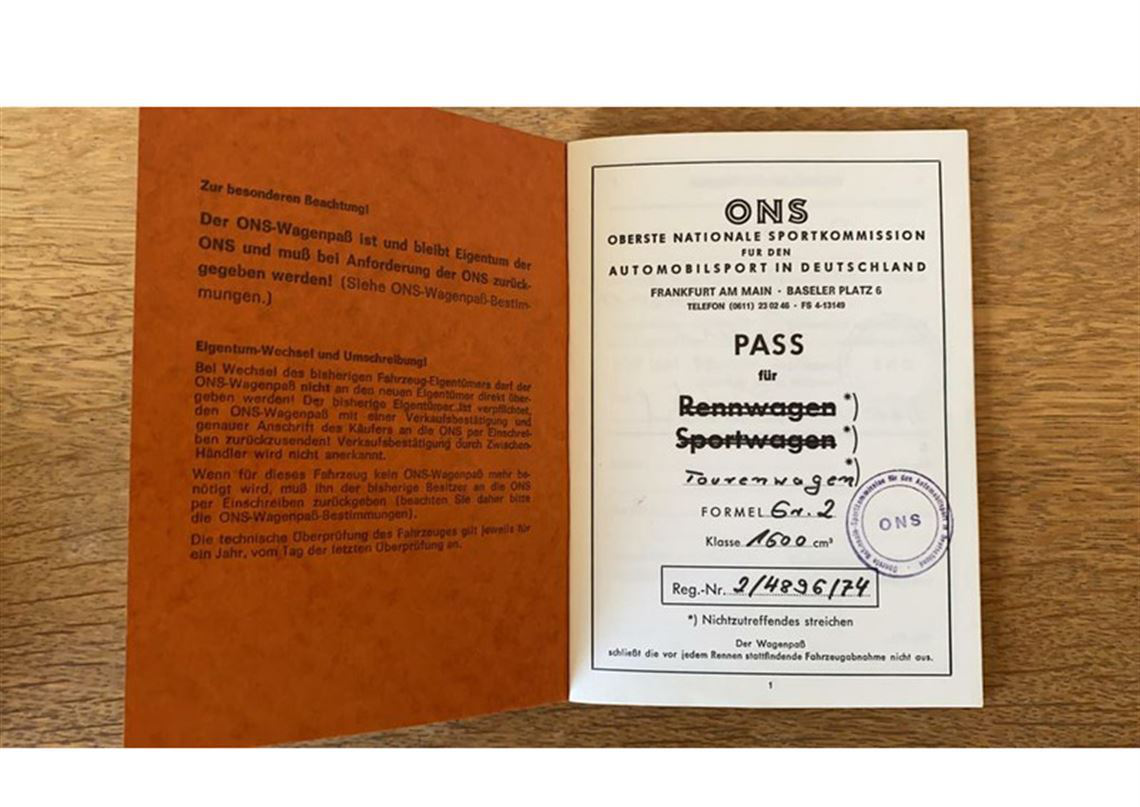 Zur besonderen Beachtung!
Der ONS-Wagenpaß ist und bleibt Eigentum der
ONS und muß bei Anforderung der ONS zurück-
gegeben werden! (Siehe ONS-Wagenpaß-Bestim-
mungen.)
Eigentum-Wechsel und Umschreibung!
Bei Wechsel des bisherigen Fahrzeug-Eigentümers darf der
ONS-Wagenpaß nicht an den neuen Eigentümer direkt über-
geben werden! Der bisherige Eigentümer ist verpflichtet,
den ONS-Wagenpaß mit einer Verkaufsbestätigung und
genauer Anschrift des Käufers an die ONS per Einschrei-
ben zurückzusenden! Verkaufsbestätigung durch Zwischen-
Händler wird nicht anerkannt.
Wenn für dieses Fahrzeug kein ONS-Wagenpaß mehr be-
nötigt wird, muß ihn der bisherige Besitzer an die ONS
per Einschreiben zurückgeben (beachten Sie daher bitte
die ONS-Wagenpaß-Bestimmungen).
Die technische Überprüfung des Fahrzeuges gilt jeweils für
ein Jahr, vom Tag der letzten Überprüfung an.
ONS
OBERSTE NATIONALE SPORTKOMMISSION
FÜR DEN
AUTOMOBILSPORT IN DEUTSCHLAND
FRANKFURT AM MAIN · BASELER PLATZ 6
TELEFON (0611) 23 02 46 · FS 4-13149
PASS
für
Rennwagen *)
Sportwagen *)
Tourenwagen *)
FORMEL Gr. 2
Klasse 1600 cm³
Reg.-Nr. 2/4896/74
*) Nichtzutreffendes streichen
Der Wagenpaß
schließt die vor jedem Rennen stattfindende Fahrzeugabnahme nicht aus.
1
Oberste Nationale Sportkommission für den Automobilsport in Deutschland
ONS